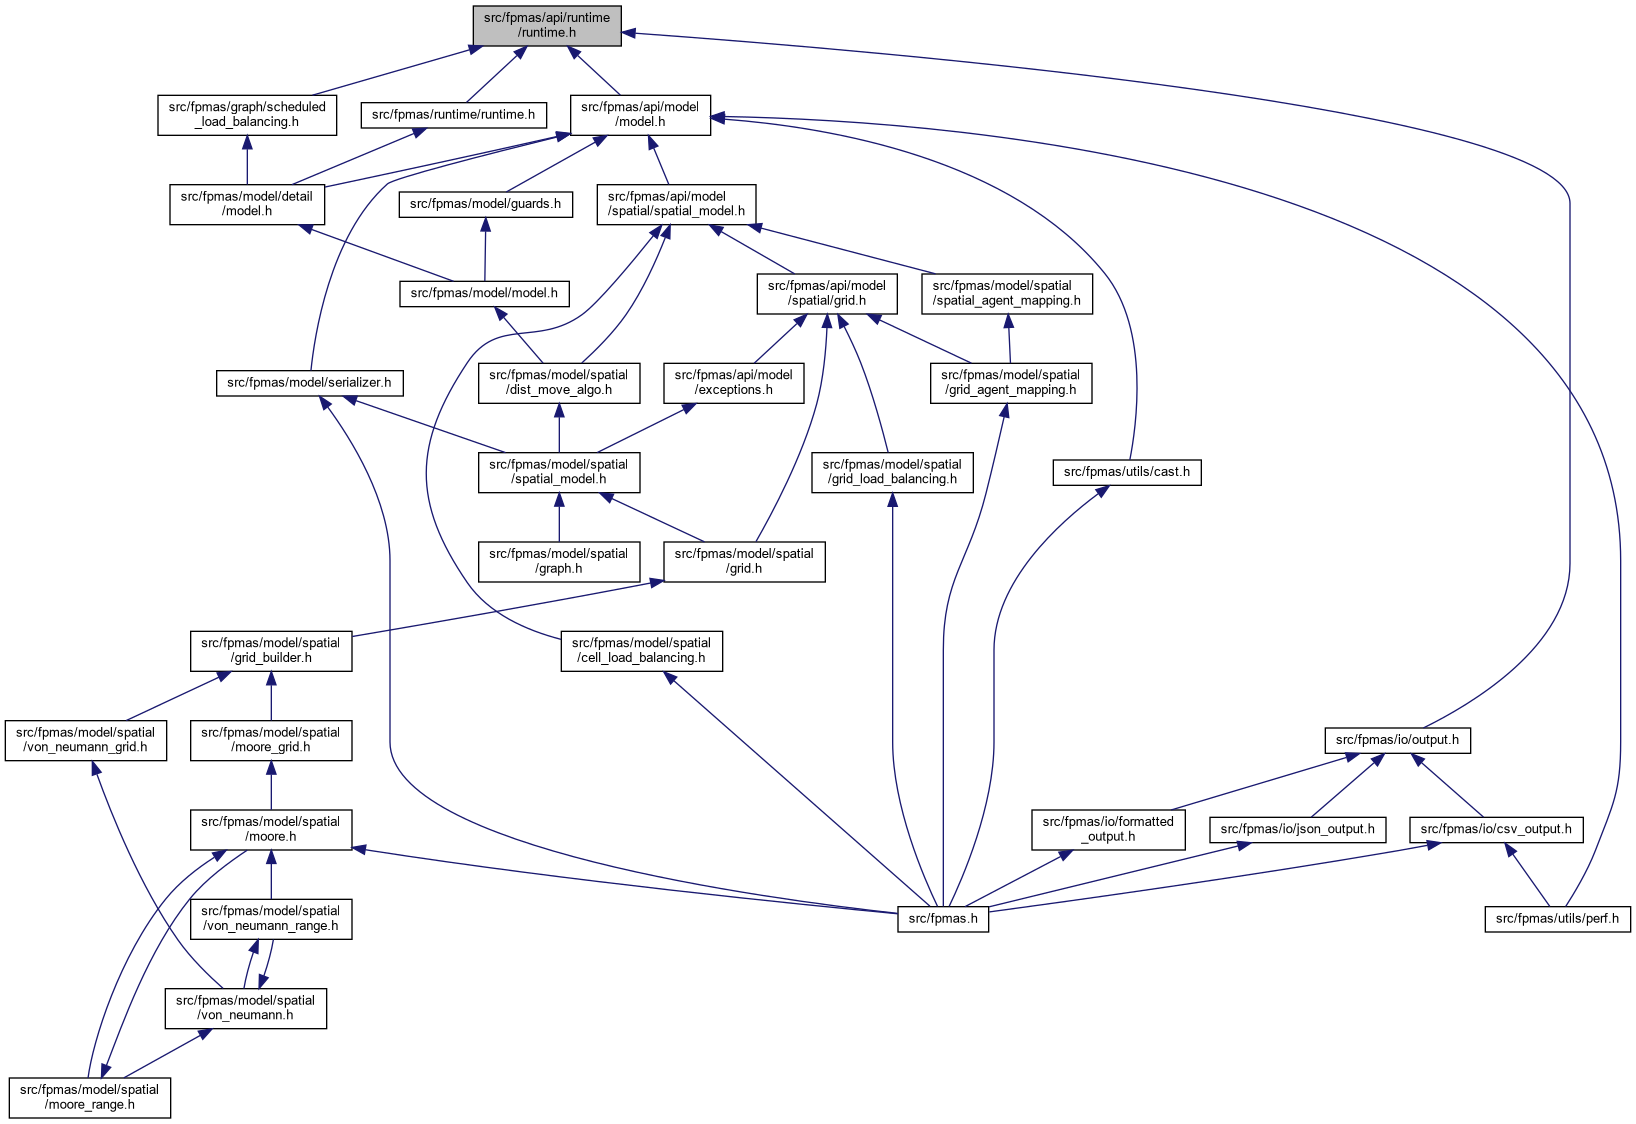 src/fpmas/api/runtime
/runtime.h
src/fpmas/graph/scheduled
_load_balancing.h
src/fpmas/runtime/runtime.h
src/fpmas/api/model
/model.h
src/fpmas/model/detail
/model.h
src/fpmas/model/guards.h
src/fpmas/api/model
/spatial/spatial_model.h
src/fpmas/model/model.h
src/fpmas/api/model
/spatial/grid.h
src/fpmas/model/spatial
/spatial_agent_mapping.h
src/fpmas/model/serializer.h
src/fpmas/model/spatial
/dist_move_algo.h
src/fpmas/api/model
/exceptions.h
src/fpmas/model/spatial
/grid_agent_mapping.h
src/fpmas/model/spatial
/spatial_model.h
src/fpmas/model/spatial
/grid_load_balancing.h
src/fpmas/utils/cast.h
src/fpmas/model/spatial
/graph.h
src/fpmas/model/spatial
/grid.h
src/fpmas/model/spatial
/grid_builder.h
src/fpmas/model/spatial
/cell_load_balancing.h
src/fpmas/model/spatial
/von_neumann_grid.h
src/fpmas/model/spatial
/moore_grid.h
src/fpmas/io/output.h
src/fpmas/model/spatial
/moore.h
src/fpmas/io/formatted
_output.h
src/fpmas/io/json_output.h
src/fpmas/io/csv_output.h
src/fpmas/model/spatial
/von_neumann_range.h
src/fpmas.h
src/fpmas/utils/perf.h
src/fpmas/model/spatial
/von_neumann.h
src/fpmas/model/spatial
/moore_range.h